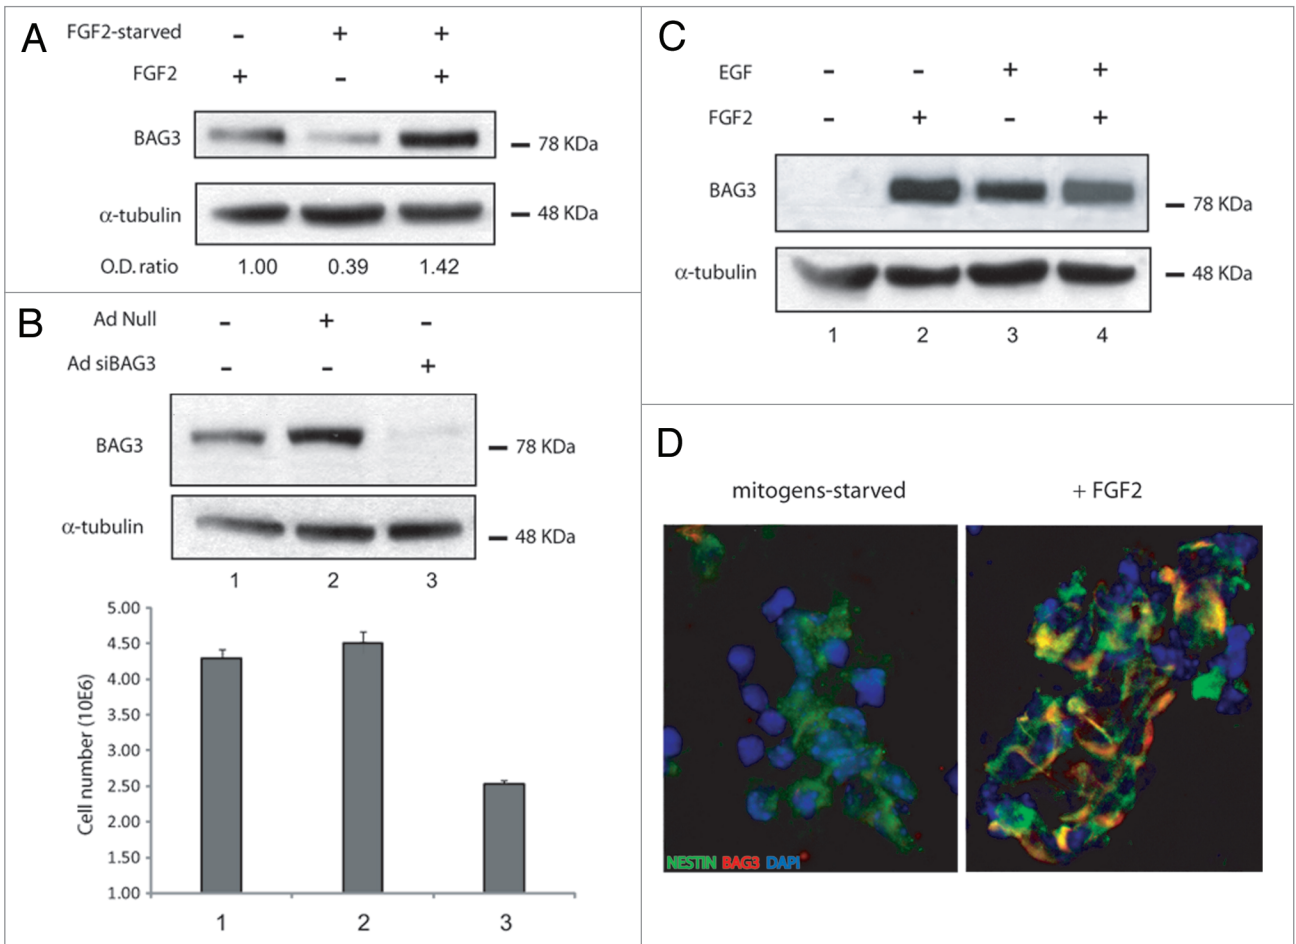 A
FGF2-starved - + +
FGF2 + - +
BAG3
78 KDa
α-tubulin
48 KDa
O.D. ratio 1.00 0.39 1.42
B
Ad Null - + -
Ad siBAG3 - - +
BAG3
78 KDa
α-tubulin
48 KDa
1 2 3
Cell number (10E6)
5.00
4.50
4.00
3.50
3.00
2.50
2.00
1.50
1.00
1 2 3
C
EGF - - + +
FGF2 - + - +
BAG3
78 KDa
α-tubulin
48 KDa
1 2 3 4
D
mitogens-starved + FGF2
NESTIN BAG3 DAPI